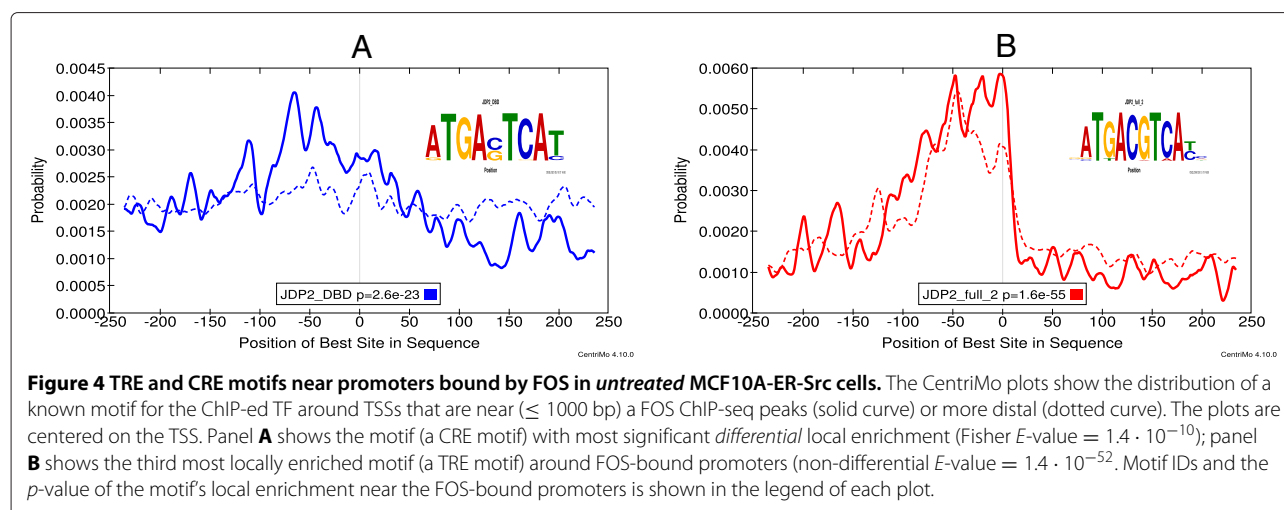 A
B
0.0045
0.0040
0.0035
0.0030
0.0025
0.0020
0.0015
0.0010
0.0005
0.0000
Probability
JDP2_DBD
ATGACTCAT
Position
JDP2_DBD p=2.6e-23
-250 -200 -150 -100 -50 0 50 100 150 200 250
Position of Best Site in Sequence
CentriMo 4.10.0
0.0060
0.0050
0.0040
0.0030
0.0020
0.0010
0.0000
Probability
JDP2_full_2
ATGACGTCAT
Position
JDP2_full_2 p=1.6e-55
-250 -200 -150 -100 -50 0 50 100 150 200 250
Position of Best Site in Sequence
CentriMo 4.10.0
Figure 4 TRE and CRE motifs near promoters bound by FOS in untreated MCF10A-ER-Src cells. The CentriMo plots show the distribution of a
known motif for the ChIP-ed TF around TSSs that are near (≤ 1000 bp) a FOS ChIP-seq peaks (solid curve) or more distal (dotted curve). The plots are
centered on the TSS. Panel A shows the motif (a CRE motif) with most significant differential local enrichment (Fisher E-value = 1.4 · 10⁻¹⁰); panel
B shows the third most locally enriched motif (a TRE motif) around FOS-bound promoters (non-differential E-value = 1.4 · 10⁻⁵². Motif IDs and the
p-value of the motif's local enrichment near the FOS-bound promoters is shown in the legend of each plot.